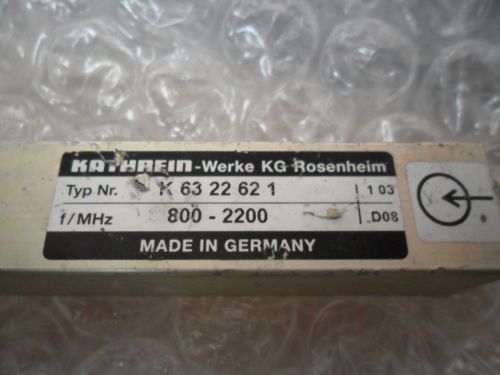 KATHREIN-Werke KG Rosenheim
Typ Nr. K 63 22 62 1 1 03
f/MHz 800 - 2200 D08
MADE IN GERMANY